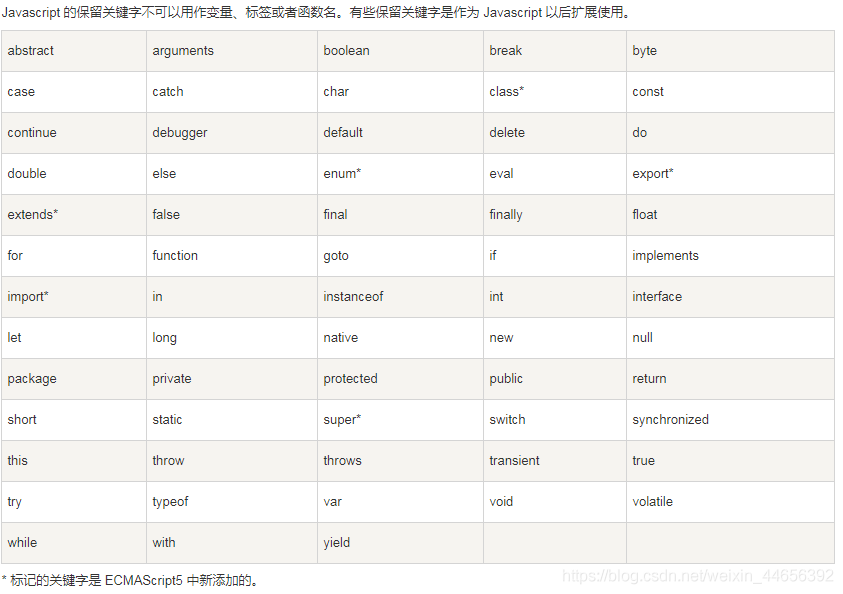 Javascript 的保留关键字不可以用作变量、标签或者函数名。有些保留关键字是作为 Javascript 以后扩展使用。
abstract arguments boolean break byte
case catch char class* const
continue debugger default delete do
double else enum* eval export*
extends* false final finally float
for function goto if implements
import* in instanceof int interface
let long native new null
package private protected public return
short static super* switch synchronized
this throw throws transient true
try typeof var void volatile
while with yield
* 标记的关键字是 ECMAScript5 中新添加的。
https://blog.csdn.net/weixin_44656392